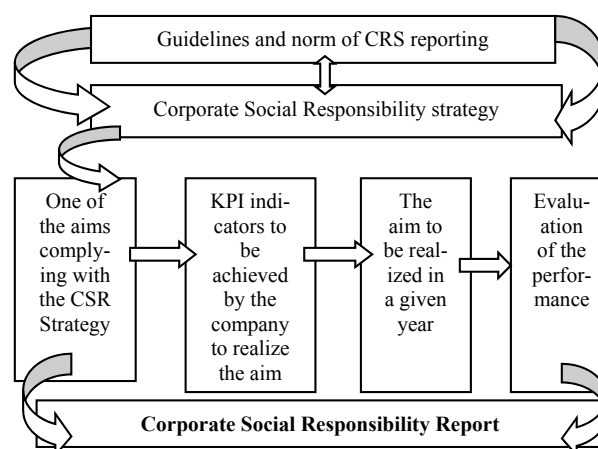 Guidelines and norm of CRS reporting
Corporate Social Responsibility strategy
One of
the aims
comply-
ing with
the CSR
Strategy
KPI indi-
cators to
be
achieved
by the
company
to realize
the aim
The
aim to
be real-
ized in
a given
year
Evalu-
ation
of the
perfor-
mance
Corporate Social Responsibility Report